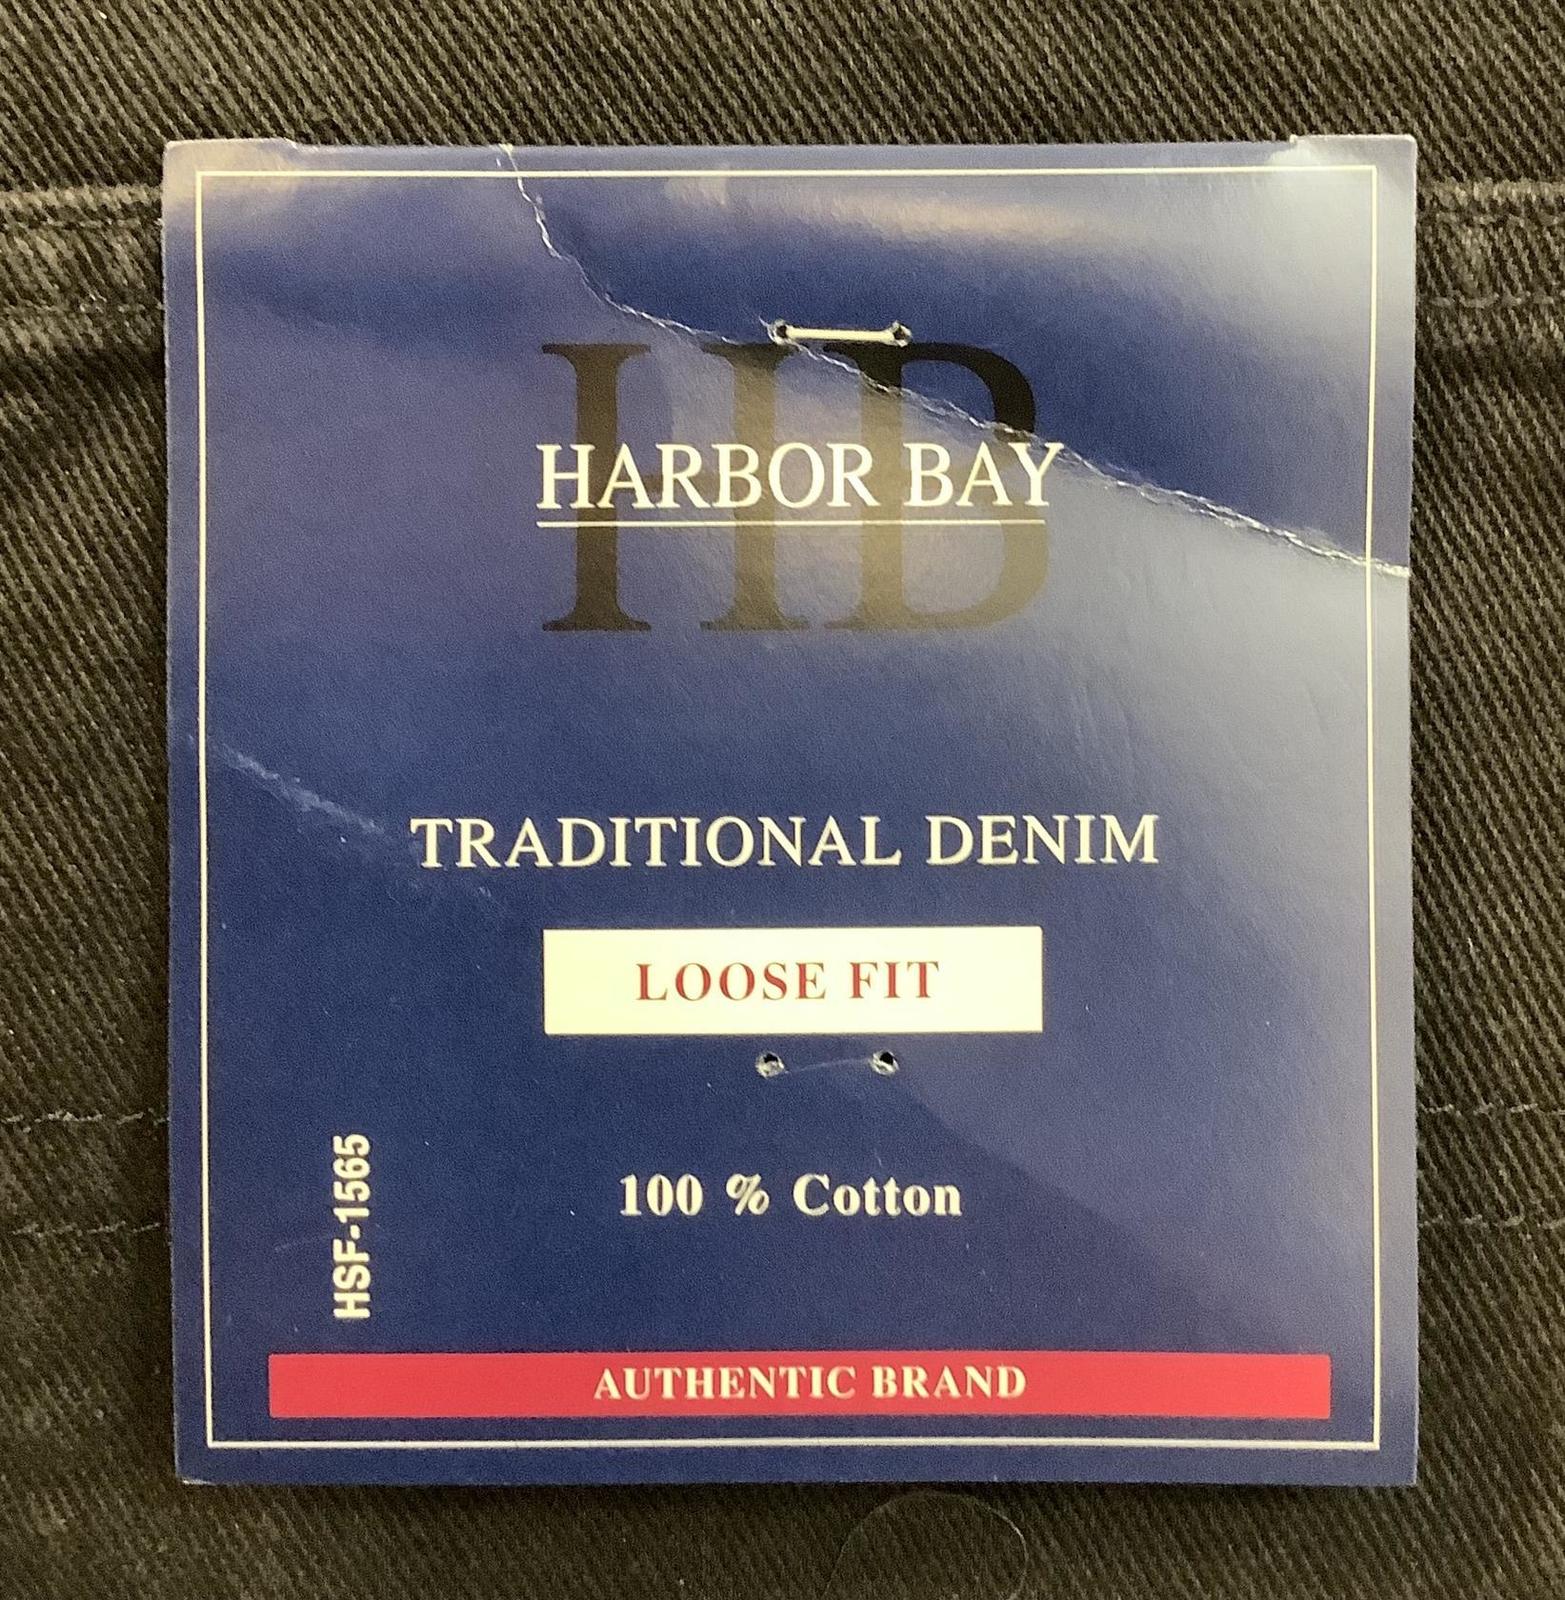 HB
HARBOR BAY
TRADITIONAL DENIM
LOOSE FIT
100 % Cotton
HSF-1565
AUTHENTIC BRAND